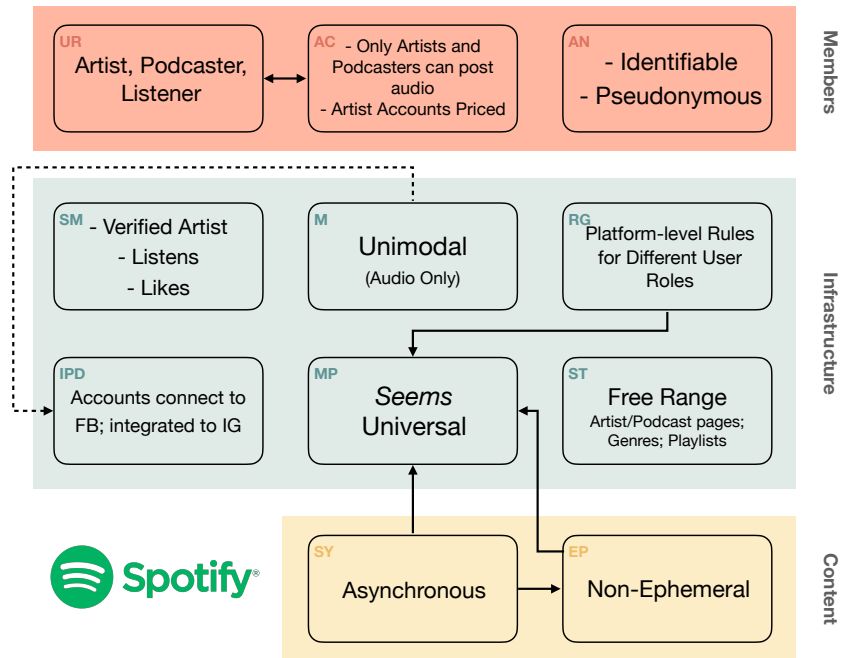 UR
Artist, Podcaster,
Listener
AC
- Only Artists and
Podcasters can post
audio
- Artist Accounts Priced
AN
- Identifiable
- Pseudonymous
Members
SM
- Verified Artist
- Listens
- Likes
M
Unimodal
(Audio Only)
RG
Platform-level Rules
for Different User
Roles
Infrastructure
IPD
Accounts connect to
FB; integrated to IG
MP
Seems
Universal
ST
Free Range
Artist/Podcast pages;
Genres; Playlists
Spotify®
SY
Asynchronous
EP
Non-Ephemeral
Content